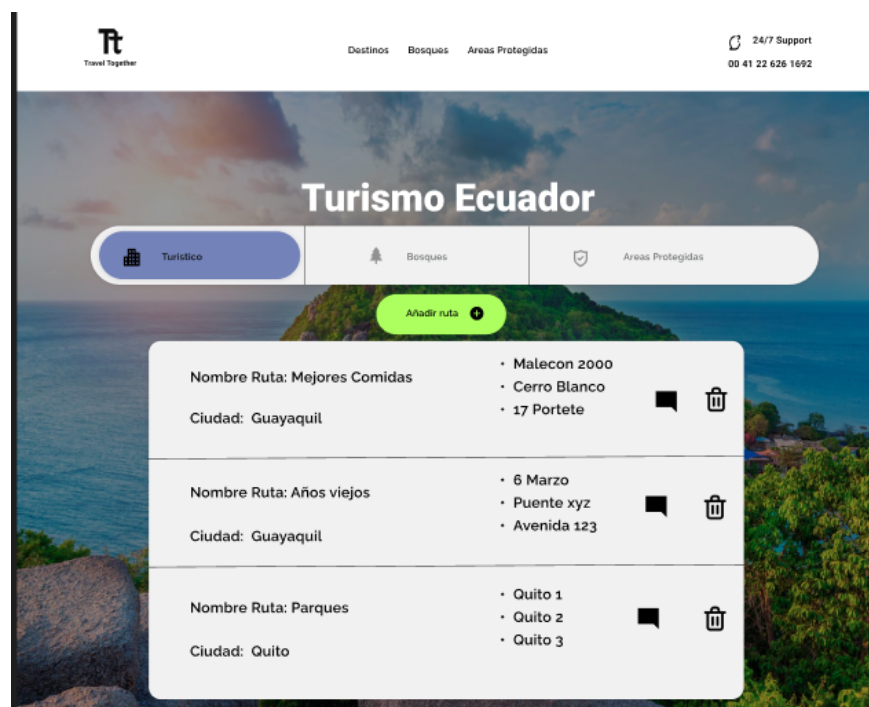 Tt
Travel Together
Destinos Bosques Areas Protegidas
24/7 Support
00 41 22 626 1692
Turismo Ecuador
Turistico Bosques Areas Protegidas
Añadir ruta
Nombre Ruta: Mejores Comidas
Ciudad: Guayaquil
• Malecon 2000
• Cerro Blanco
• 17 Portete
Nombre Ruta: Años viejos
Ciudad: Guayaquil
• 6 Marzo
• Puente xyz
• Avenida 123
Nombre Ruta: Parques
Ciudad: Quito
• Quito 1
• Quito 2
• Quito 3